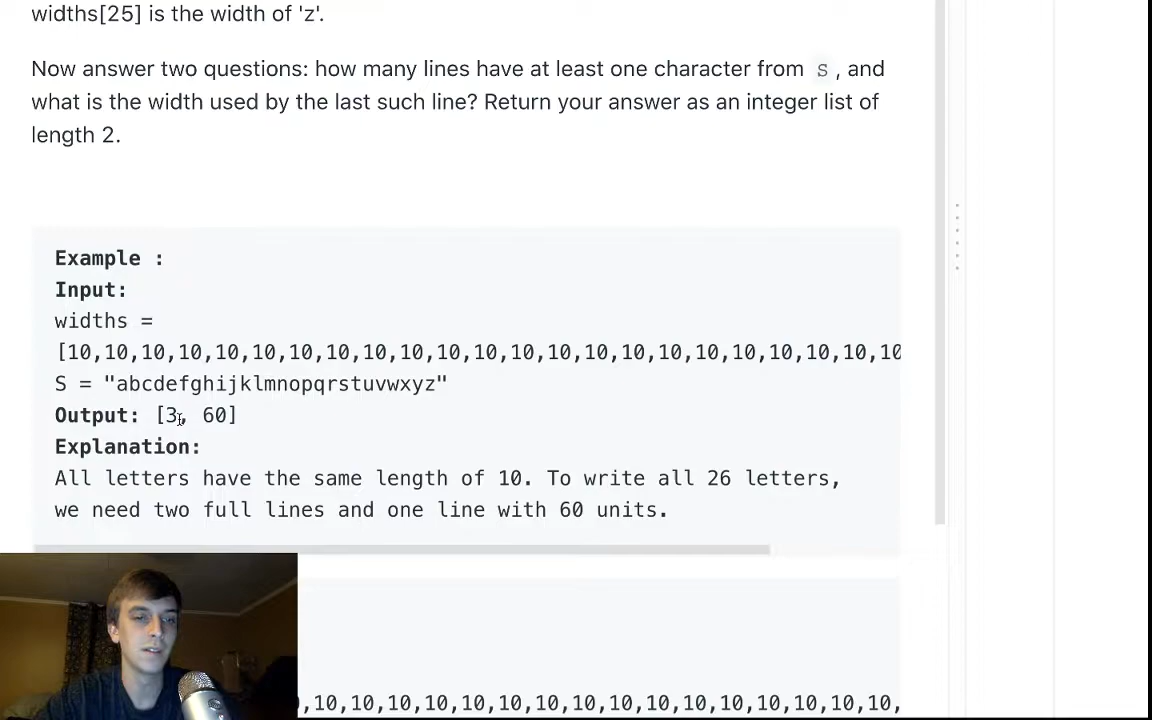 widths[25] is the width of 'z'.
Now answer two questions: how many lines have at least one character from S , and
what is the width used by the last such line? Return your answer as an integer list of
length 2.
Example :
Input:
widths =
[10,10,10,10,10,10,10,10,10,10,10,10,10,10,10,10,10,10,10,10,10,10,10
S = "abcdefghijklmnopqrstuvwxyz"
Output: [3, 60]
Explanation:
All letters have the same length of 10. To write all 26 letters,
we need two full lines and one line with 60 units.
,10,10,10,10,10,10,10,10,10,10,10,10,10,10,10,10,